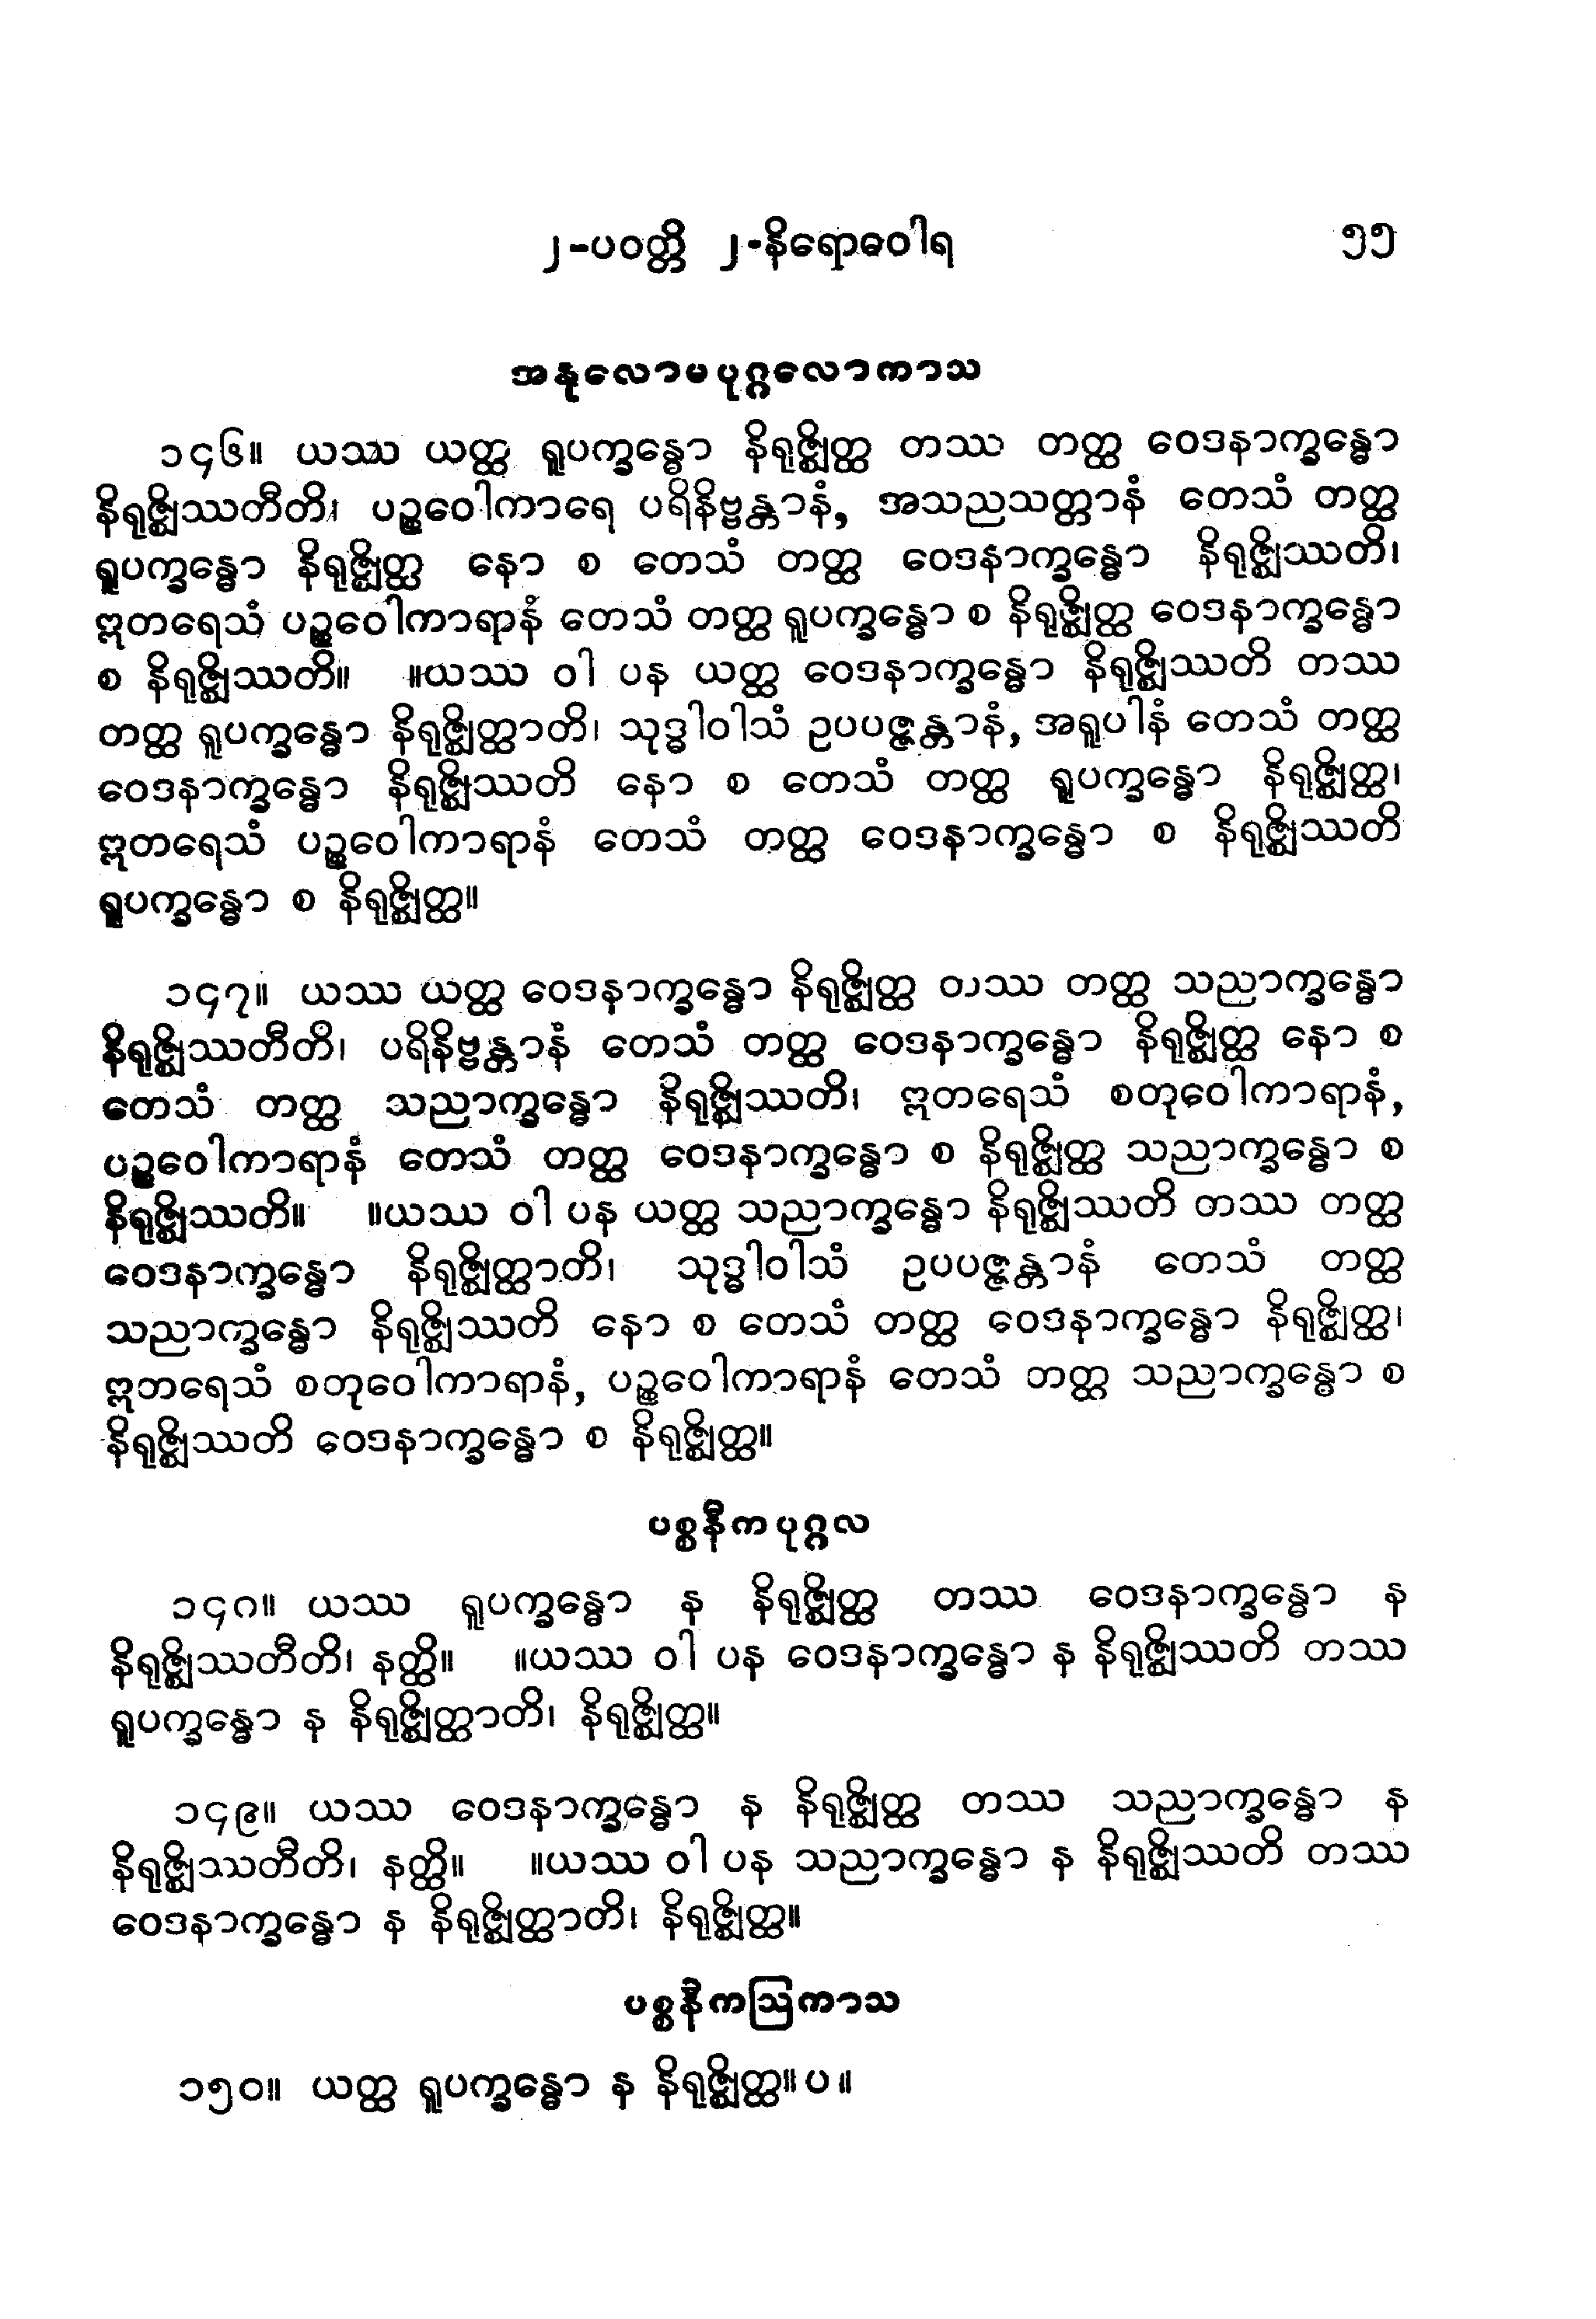 ၂-ပဝတ္တိ ၂-နိရောဓဝါရ ၅၅
အနုလောမပုဂ္ဂလောကာသ
၁၄၆။ ယဿ ယတ္ထ ရူပက္ခန္ဓော နိရုဇ္ဈိတ္ထ တဿ တတ္ထ ဝေဒနာက္ခန္ဓော
နိရုဇ္ဈိဿတီတိ၊ ပဉ္စဝေါကာရေ ပရိနိဗ္ဗန္တာနံ, အသညသတ္တာနံ တေသံ တတ္ထ
ရူပက္ခန္ဓော နိရုဇ္ဈိတ္ထ နော စ တေသံ တတ္ထ ဝေဒနာက္ခန္ဓော နိရုဇ္ဈိဿတိ၊
ဣတရေသံ ပဉ္စဝေါကာရာနံ တေသံ တတ္ထ ရူပက္ခန္ဓော စ နိရုဇ္ဈိတ္ထ ဝေဒနာက္ခန္ဓော
စ နိရုဇ္ဈိဿတိ။ ။ယဿ ဝါ ပန ယတ္ထ ဝေဒနာက္ခန္ဓော နိရုဇ္ဈိဿတိ တဿ
တတ္ထ ရူပက္ခန္ဓော နိရုဇ္ဈိတ္ထာတိ၊ သုဒ္ဓါဝါသံ ဥပပဇ္ဇန္တာနံ, အရူပါနံ တေသံ တတ္ထ
ဝေဒနာက္ခန္ဓော နိရုဇ္ဈိဿတိ နော စ တေသံ တတ္ထ ရူပက္ခန္ဓော နိရုဇ္ဈိတ္ထ၊
ဣတရေသံ ပဉ္စဝေါကာရာနံ တေသံ တတ္ထ ဝေဒနာက္ခန္ဓော စ နိရုဇ္ဈိဿတိ
ရူပက္ခန္ဓော စ နိရုဇ္ဈိတ္ထ။
၁၄၇။ ယဿ ယတ္ထ ဝေဒနာက္ခန္ဓော နိရုဇ္ဈိတ္ထ တဿ တတ္ထ သညာက္ခန္ဓော
နိရုဇ္ဈိဿတီတိ၊ ပရိနိဗ္ဗန္တာနံ တေသံ တတ္ထ ဝေဒနာက္ခန္ဓော နိရုဇ္ဈိတ္ထ နော စ
တေသံ တတ္ထ သညာက္ခန္ဓော နိရုဇ္ဈိဿတိ၊ ဣတရေသံ စတုဝေါကာရာနံ,
ပဉ္စဝေါကာရာနံ တေသံ တတ္ထ ဝေဒနာက္ခန္ဓော စ နိရုဇ္ဈိတ္ထ သညာက္ခန္ဓော စ
နိရုဇ္ဈိဿတိ။ ။ယဿ ဝါ ပန ယတ္ထ သညာက္ခန္ဓော နိရုဇ္ဈိဿတိ တဿ တတ္ထ
ဝေဒနာက္ခန္ဓော နိရုဇ္ဈိတ္ထာတိ၊ သုဒ္ဓါဝါသံ ဥပပဇ္ဇန္တာနံ တေသံ တတ္ထ
သညာက္ခန္ဓော နိရုဇ္ဈိဿတိ နော စ တေသံ တတ္ထ ဝေဒနာက္ခန္ဓော နိရုဇ္ဈိတ္ထ၊
ဣတရေသံ စတုဝေါကာရာနံ, ပဉ္စဝေါကာရာနံ တေသံ တတ္ထ သညာက္ခန္ဓော စ
နိရုဇ္ဈိဿတိ ဝေဒနာက္ခန္ဓော စ နိရုဇ္ဈိတ္ထ။
ပစ္စနီကပုဂ္ဂလ
၁၄၈။ ယဿ ရူပက္ခန္ဓော န နိရုဇ္ဈိတ္ထ တဿ ဝေဒနာက္ခန္ဓော န
နိရုဇ္ဈိဿတီတိ၊ နတ္ထိ။ ။ယဿ ဝါ ပန ဝေဒနာက္ခန္ဓော န နိရုဇ္ဈိဿတိ တဿ
ရူပက္ခန္ဓော န နိရုဇ္ဈိတ္ထာတိ၊ နိရုဇ္ဈိတ္ထ။
၁၄၉။ ယဿ ဝေဒနာက္ခန္ဓော န နိရုဇ္ဈိတ္ထ တဿ သညာက္ခန္ဓော န
နိရုဇ္ဈိဿတီတိ၊ နတ္ထိ။ ။ယဿ ဝါ ပန သညာက္ခန္ဓော န နိရုဇ္ဈိဿတိ တဿ
ဝေဒနာက္ခန္ဓော န နိရုဇ္ဈိတ္ထာတိ၊ နိရုဇ္ဈိတ္ထ။
ပစ္စနီကဩကာသ
၁၅၀။ ယတ္ထ ရူပက္ခန္ဓော န နိရုဇ္ဈိတ္ထ။ပ။